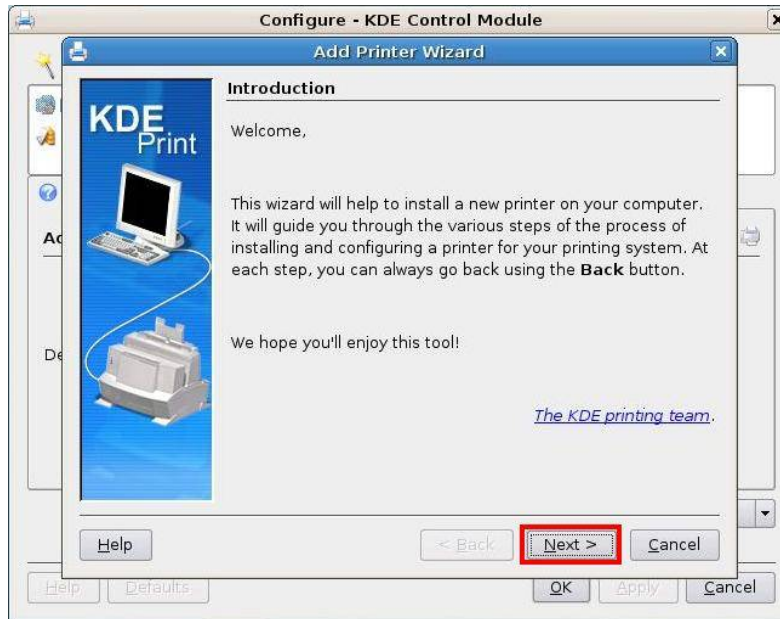 Configure - KDE Control Module
Add Printer Wizard
KDE
Print
Introduction
Welcome,
This wizard will help to install a new printer on your computer.
It will guide you through the various steps of the process of
installing and configuring a printer for your printing system. At
each step, you can always go back using the Back button.
We hope you'll enjoy this tool!
The KDE printing team.
Help
< Back
Next >
Cancel
Help
Defaults
OK
Apply
Cancel